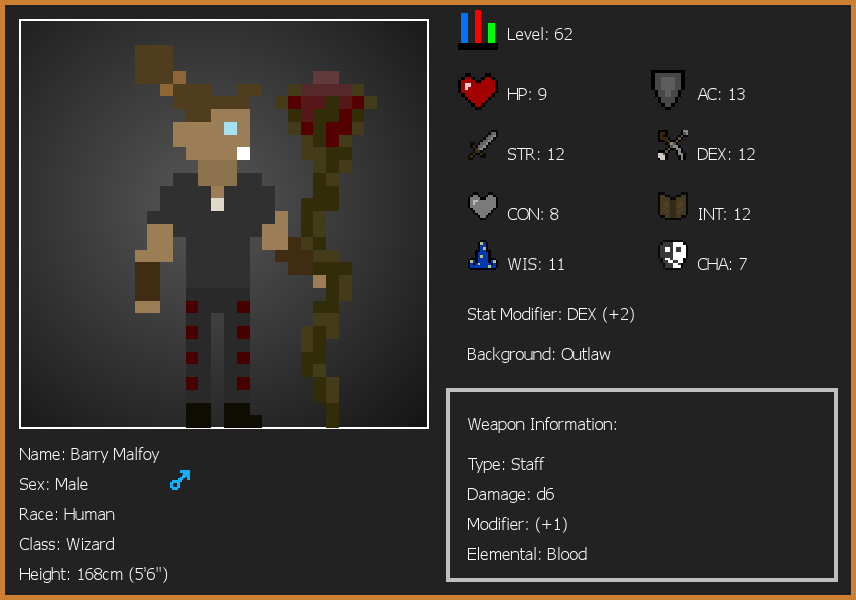 Level: 62
HP: 9
AC: 13
STR: 12
DEX: 12
CON: 8
INT: 12
WIS: 11
CHA: 7
Stat Modifier: DEX (+2)
Background: Outlaw
Weapon Information:
Type: Staff
Damage: d6
Modifier: (+1)
Elemental: Blood
Name: Barry Malfoy
Sex: Male
Race: Human
Class: Wizard
Height: 168cm (5'6")